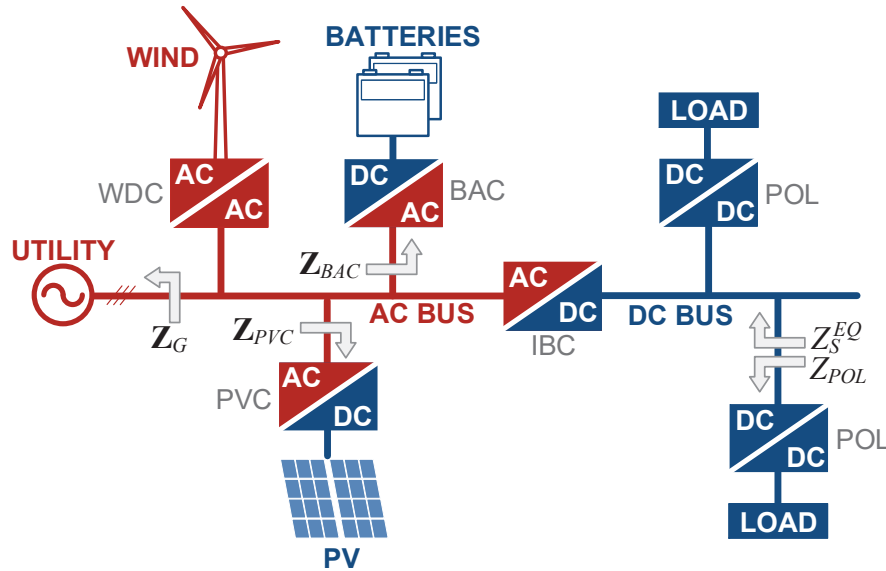 WIND
BATTERIES
LOAD
AC
AC
WDC
DC
AC
BAC
DC
DC
POL
UTILITY
Z_BAC
AC
DC
IBC
AC BUS
DC BUS
Z_G
Z_PVC
Z_S^EQ
Z_POL
AC
DC
PVC
DC
DC
POL
LOAD
PV